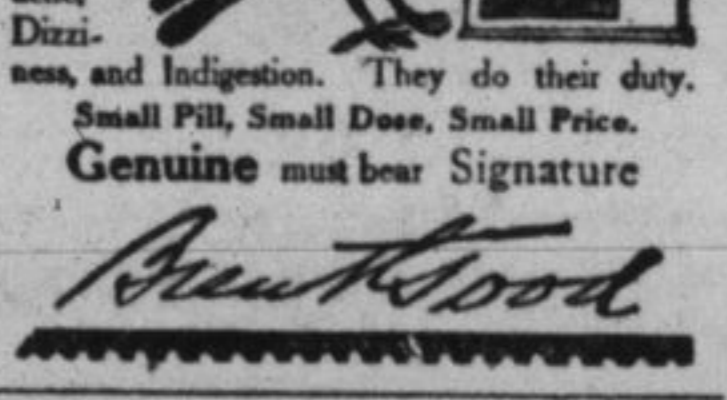 Dizzi-
ness, and Indigestion. They do their duty.
Small Pill, Small Dose, Small Price.
Genuine must bear Signature
Brent Good